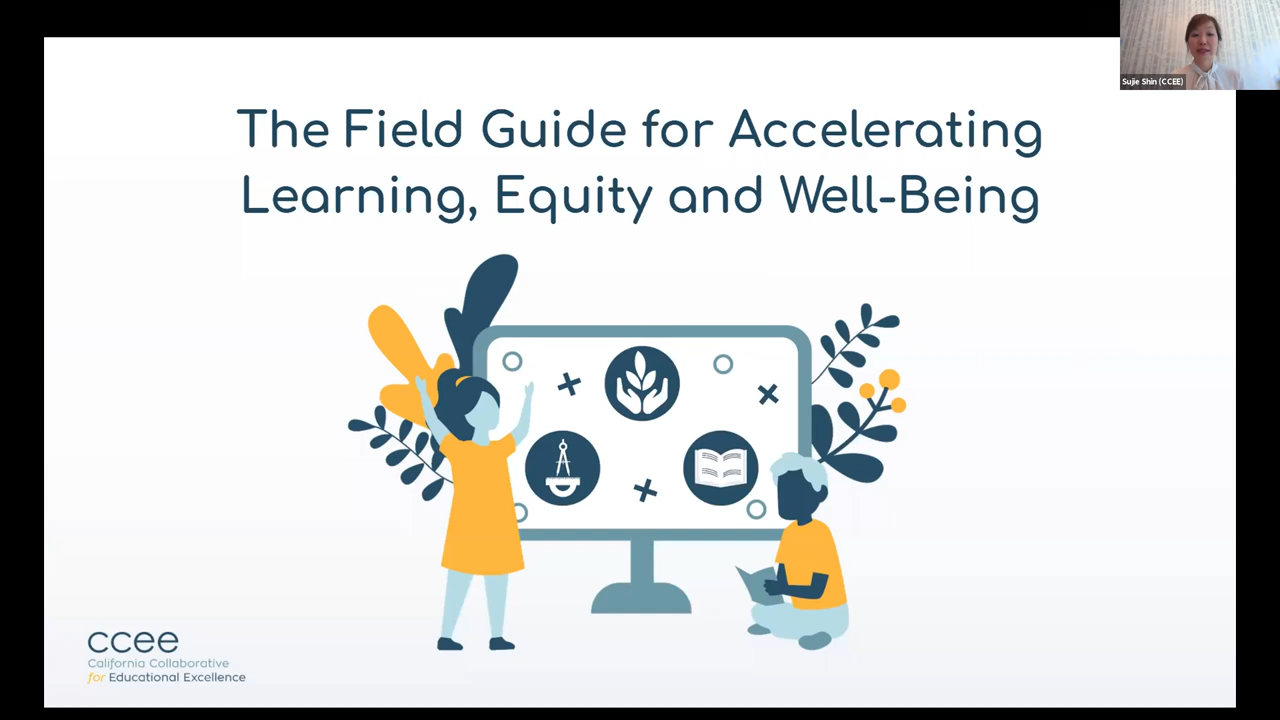 Sujie Shin (CCEE)
The Field Guide for Accelerating
Learning, Equity and Well-Being
ccee
California Collaborative
for Educational Excellence